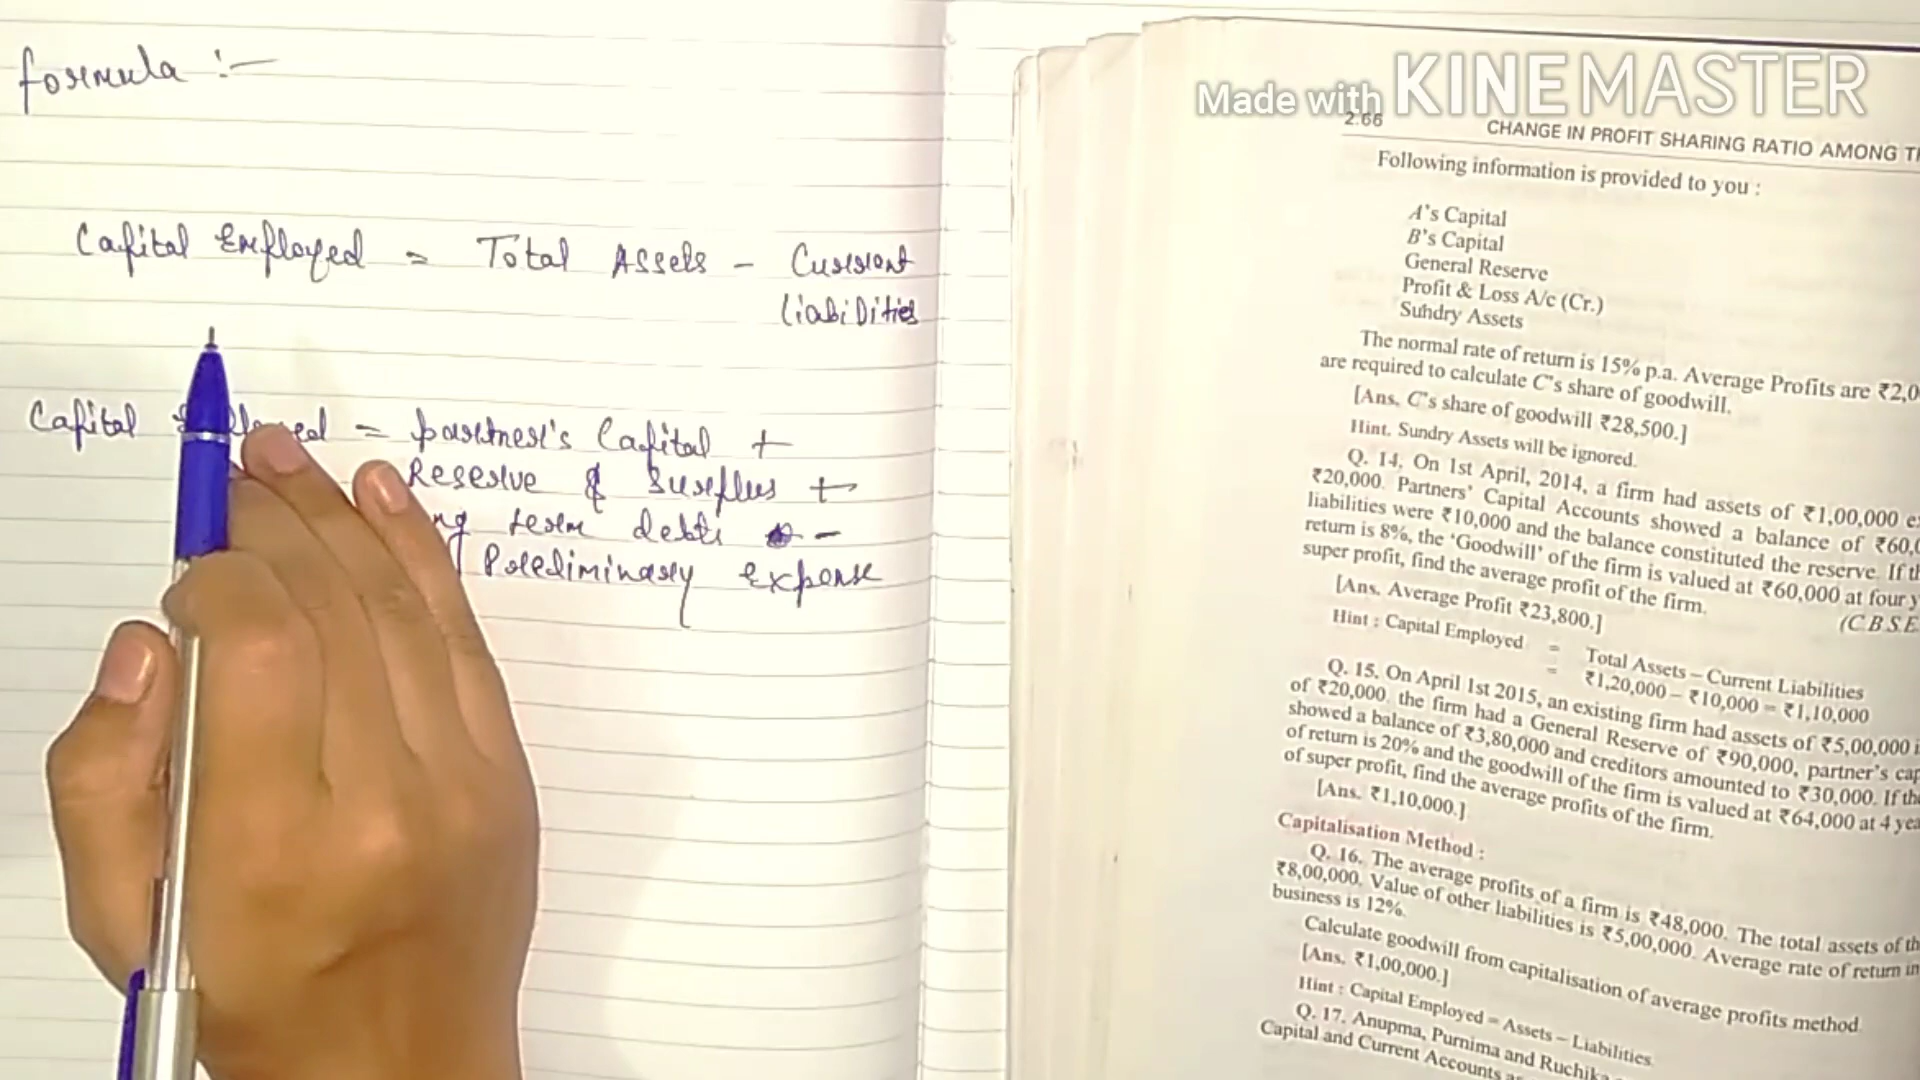 formula :-
Capital Employed = Total Assets - Current
liabilities
Capital = partner's Capital +
Reserve & Surplus +
term debts -
Preliminary expense
Made with KINEMASTER
2.66
CHANGE IN PROFIT SHARING RATIO AMONG
Following information is provided to you :
A's Capital
B's Capital
General Reserve
Profit & Loss A/c (Cr.)
Sundry Assets
The normal rate of return is 15% p.a. Average Profits are ₹2,0
are required to calculate C's share of goodwill.
[Ans. C's share of goodwill ₹28,500.]
Hint. Sundry Assets will be ignored.
Q. 14. On 1st April, 2014, a firm had assets of ₹1,00,000
₹20,000. Partners' Capital Accounts showed a balance of ₹60,0
liabilities were ₹10,000 and the balance constituted the reserve. If
return is 8%, the 'Goodwill' of the firm is valued at ₹60,000 at four
super profit, find the average profit of the firm.
(C.B.S.E.
[Ans. Average Profit ₹23,800.]
Hint : Capital Employed = Total Assets – Current Liabilities
= ₹1,20,000 – ₹10,000 = ₹1,10,000
Q. 15. On April 1st 2015, an existing firm had assets of ₹5,00,000
of ₹20,000. the firm had a General Reserve of ₹90,000, partner's cap
showed a balance of ₹3,80,000 and creditors amounted to ₹30,000. If the
of return is 20% and the goodwill of the firm is valued at ₹64,000 at 4 yea
of super profit, find the average profits of the firm.
[Ans. ₹1,10,000.]
Capitalisation Method :
Q. 16. The average profits of a firm is ₹48,000. The total assets of th
₹8,00,000. Value of other liabilities is ₹5,00,000. Average rate of return in
business is 12%.
Calculate goodwill from capitalisation of average profits method.
[Ans. ₹1,00,000.]
Hint : Capital Employed = Assets – Liabilities.
Q. 17. Anupma, Purnima and Ruchika
Capital and Current Accounts